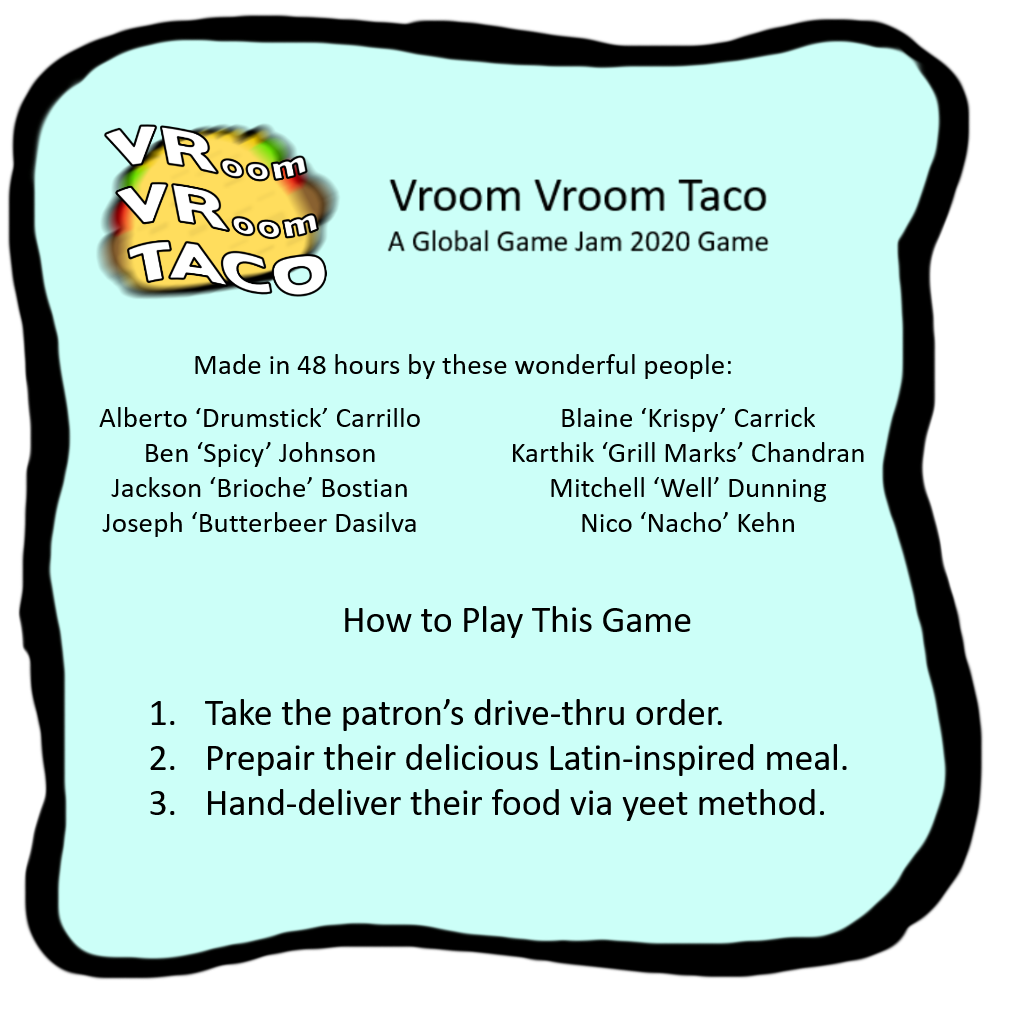 VRoom
VRoom
TACO
Vroom Vroom Taco
A Global Game Jam 2020 Game
Made in 48 hours by these wonderful people:
Alberto ‘Drumstick’ Carrillo
Ben ‘Spicy’ Johnson
Jackson ‘Brioche’ Bostian
Joseph ‘Butterbeer Dasilva
Blaine ‘Krispy’ Carrick
Karthik ‘Grill Marks’ Chandran
Mitchell ‘Well’ Dunning
Nico ‘Nacho’ Kehn
How to Play This Game
1. Take the patron’s drive-thru order.
2. Prepair their delicious Latin-inspired meal.
3. Hand-deliver their food via yeet method.